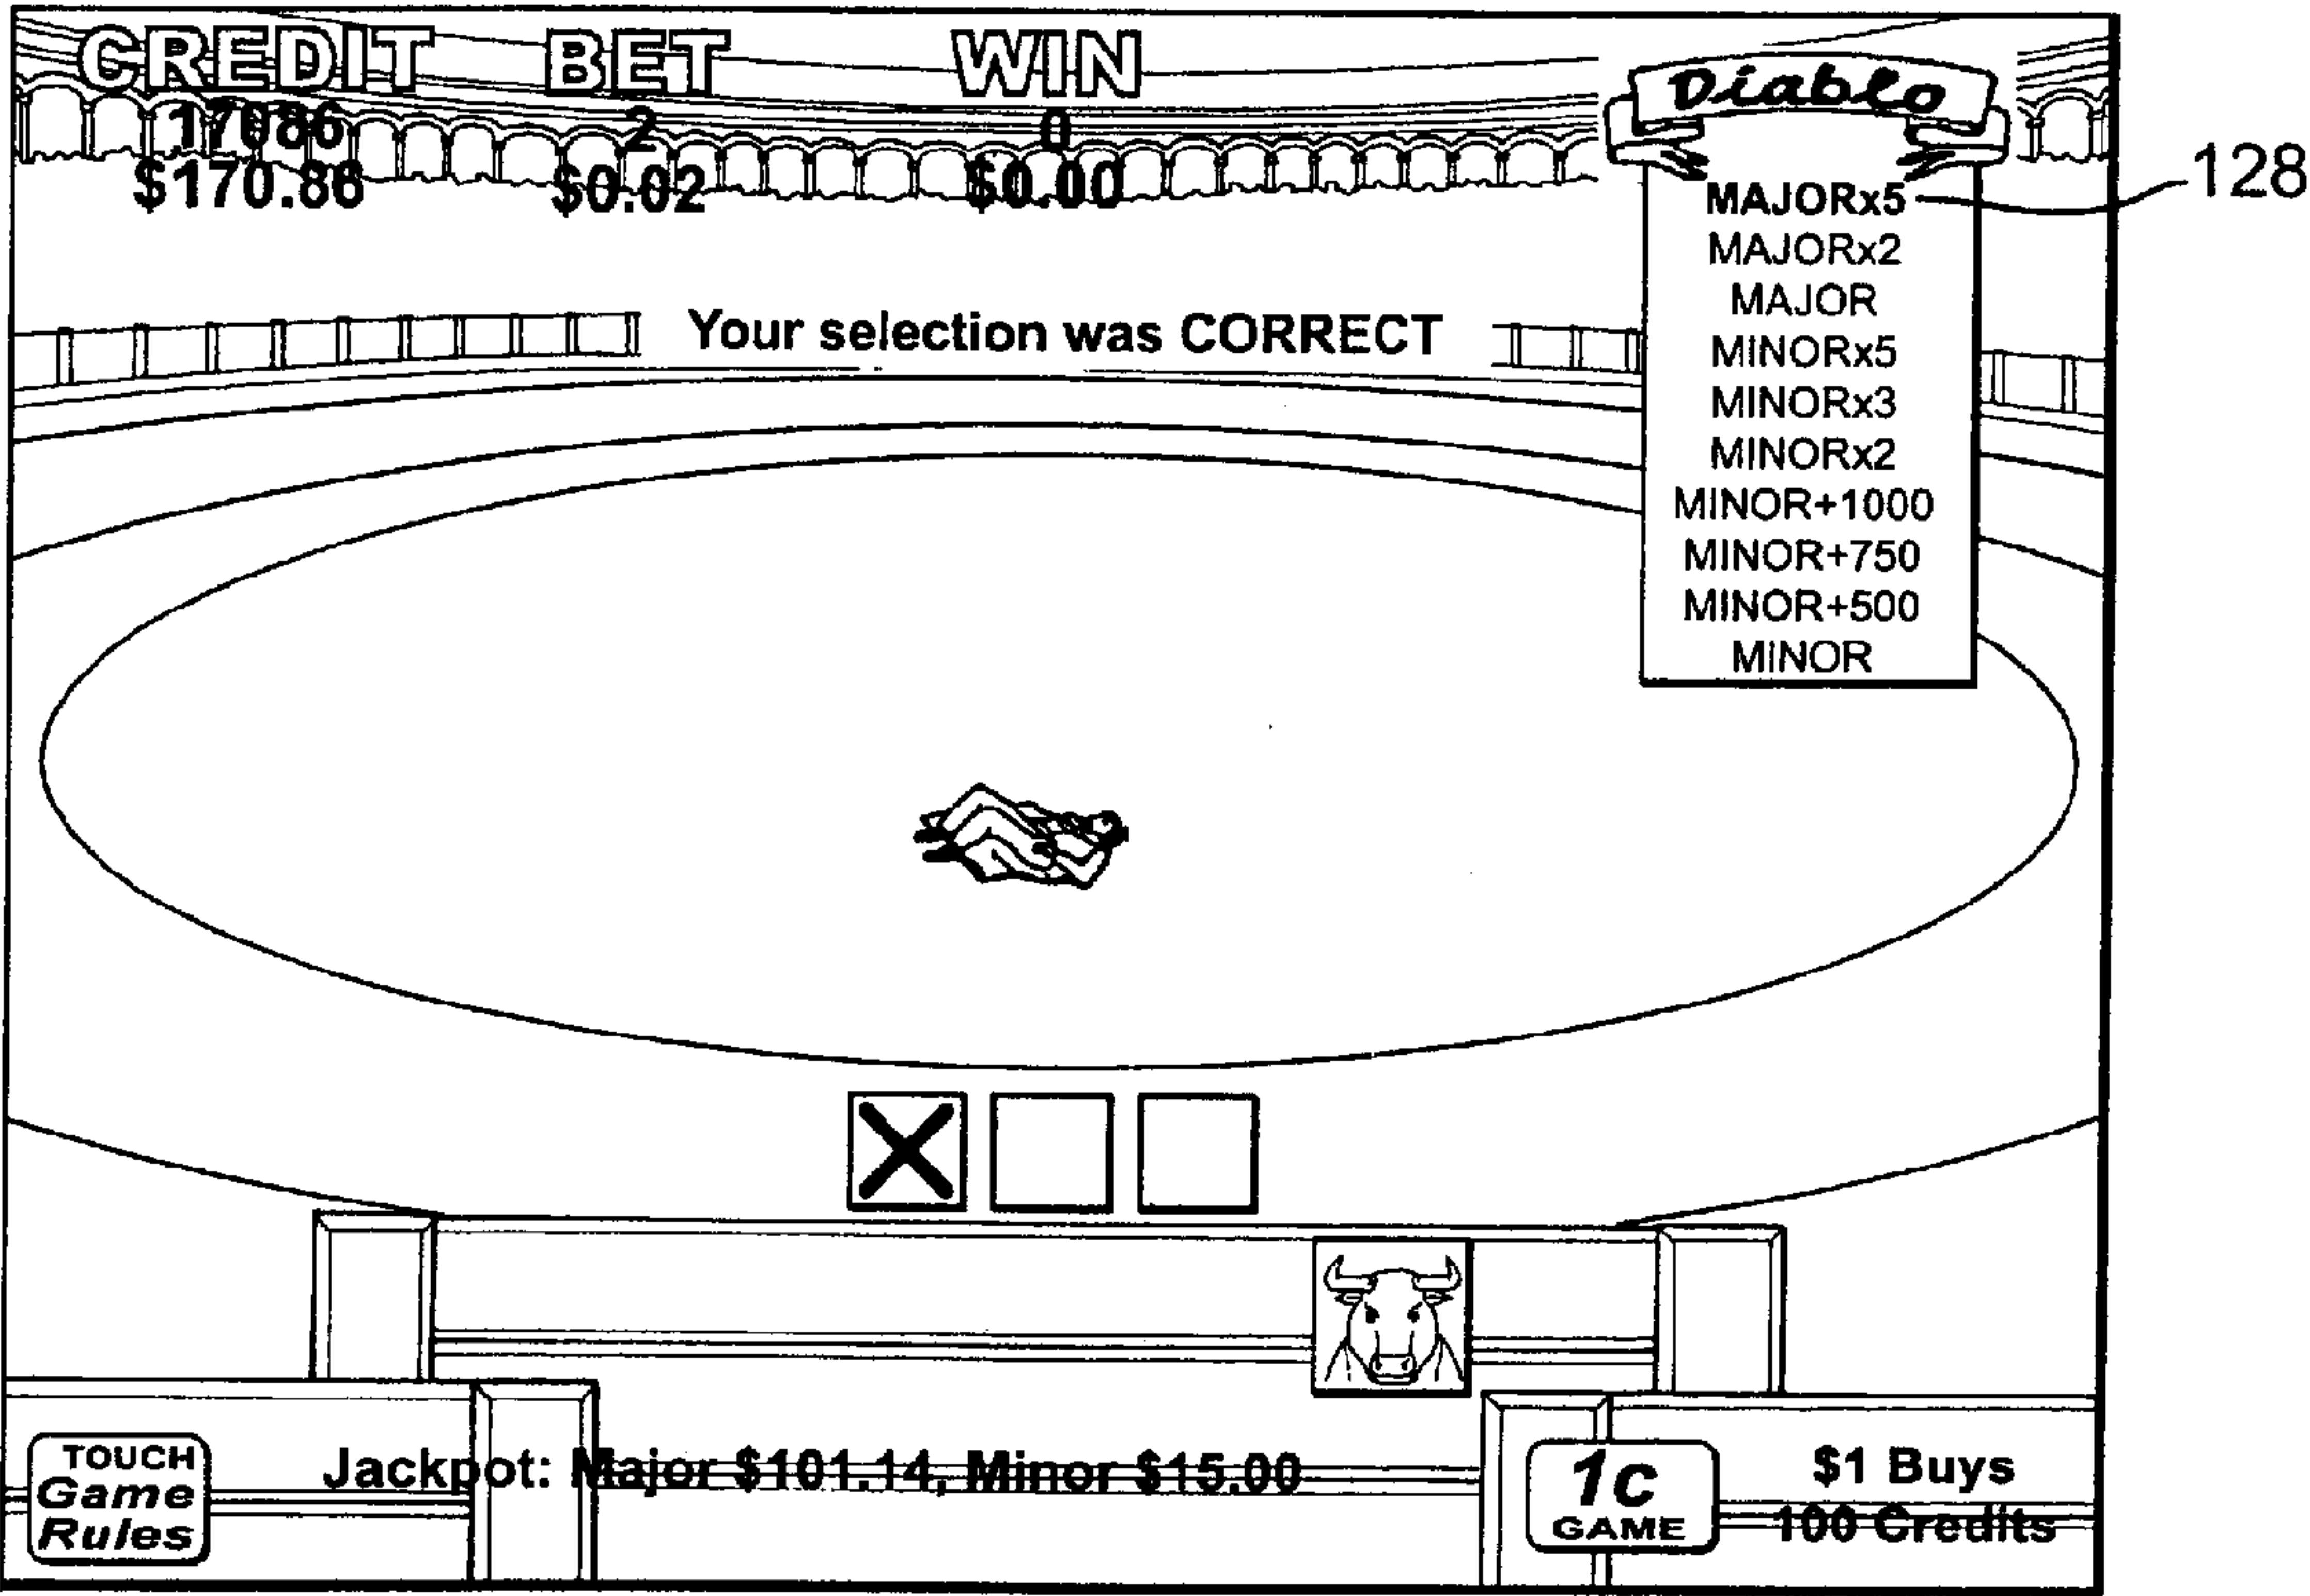 CREDIT BET WIN
17086 2 0
$170.86 $0.02 $0.00
Diablo
MAJORx5
128
MAJORx2
MAJOR
MINORx5
MINORx3
MINORx2
MINOR+1000
MINOR+750
MINOR+500
MINOR
Your selection was CORRECT
TOUCH
Game
Rules
Jackpot: Major $101.14, Minor $15.00
1c
GAME
$1 Buys
100 Credits